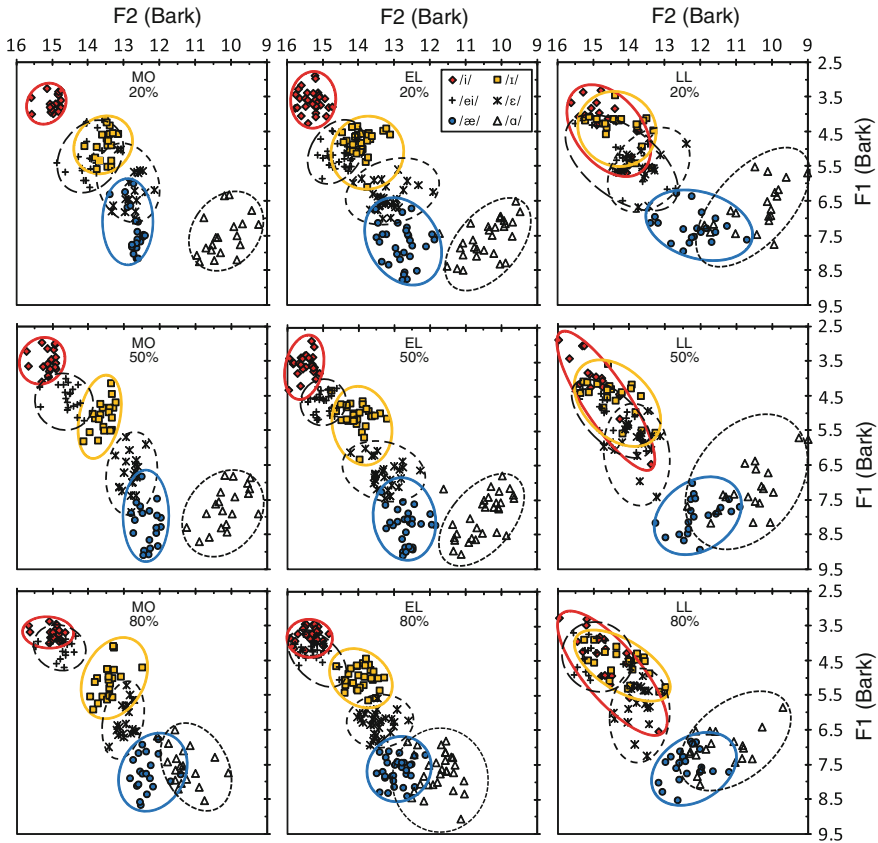 F2 (Bark) F2 (Bark) F2 (Bark)
16 15 14 13 12 11 10 9 16 15 14 13 12 11 10 9 16 15 14 13 12 11 10 9
MO 20%
EL 20%
/i/ /ɪ/
/ei/ /ɛ/
/æ/ /ɑ/
LL 20%
2.5
3.5
4.5
5.5
6.5
7.5
8.5
9.5
F1 (Bark)
MO 50%
EL 50%
LL 50%
2.5
3.5
4.5
5.5
6.5
7.5
8.5
9.5
F1 (Bark)
MO 80%
EL 80%
LL 80%
2.5
3.5
4.5
5.5
6.5
7.5
8.5
9.5
F1 (Bark)